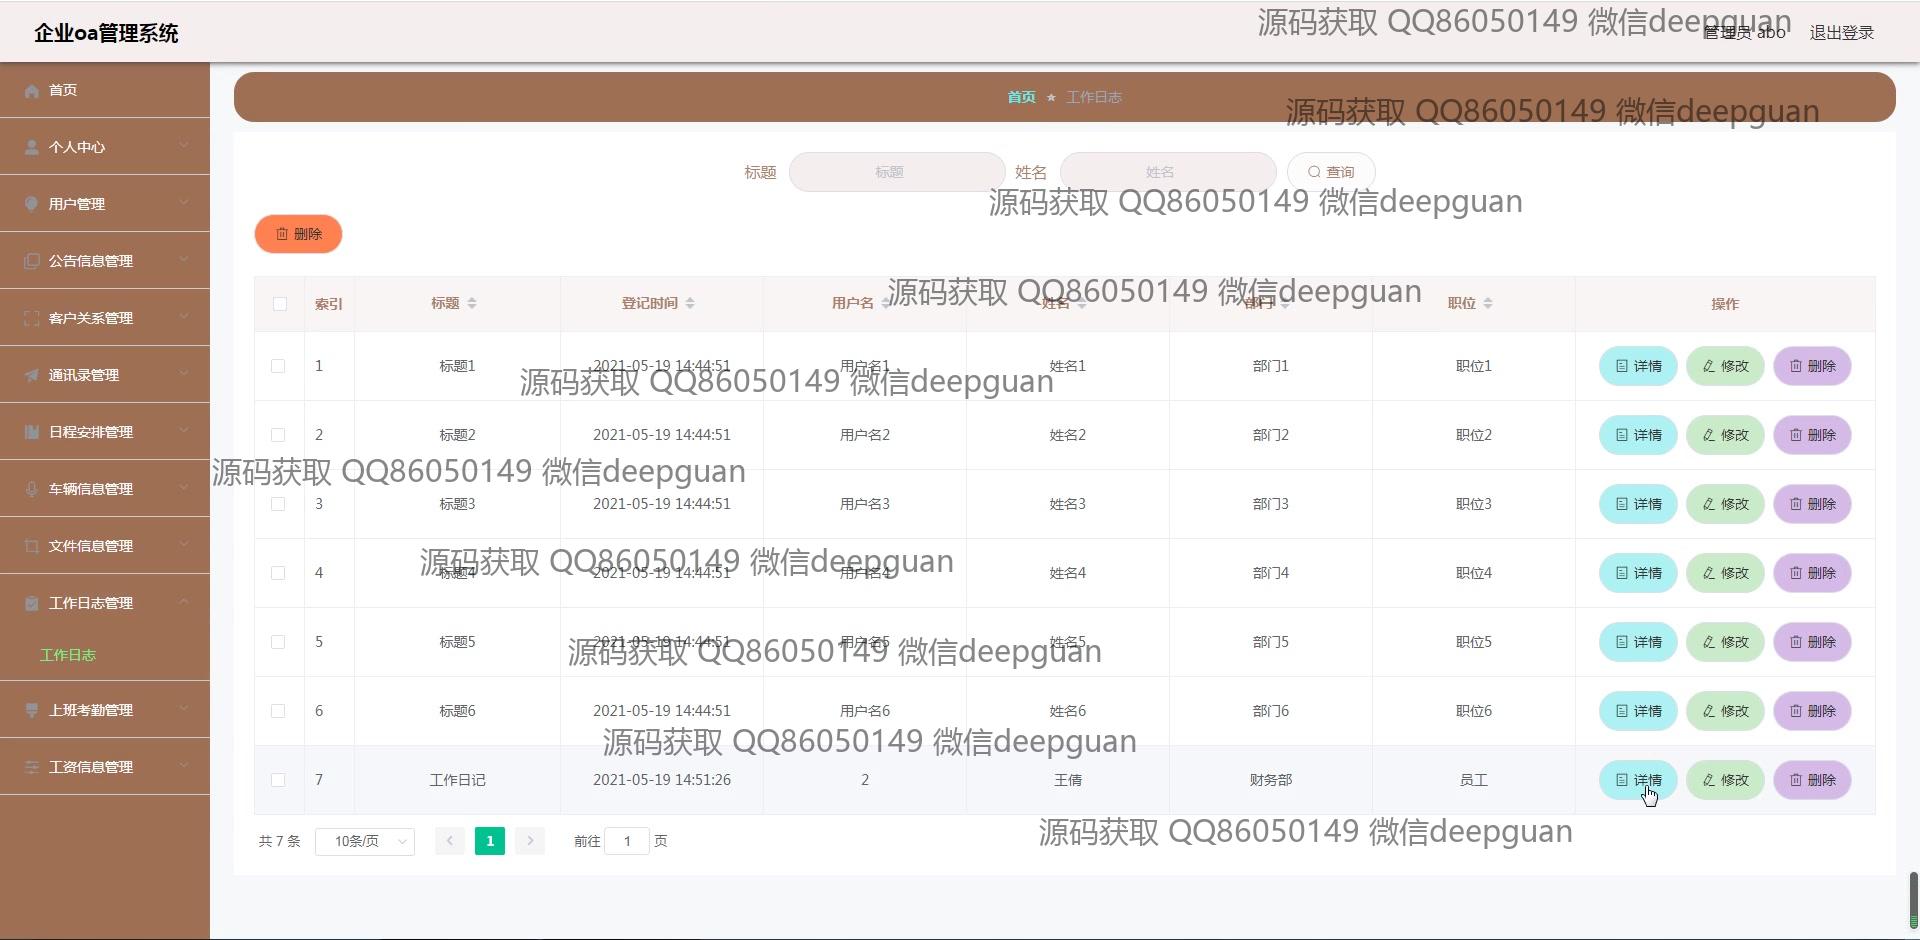 企业oa管理系统
源码获取 QQ86050149 微信deepguan
管理员 abo 退出登录
首页
个人中心
用户管理
公告信息管理
客户关系管理
通讯录管理
日程安排管理
车辆信息管理
文件信息管理
工作日志管理
工作日志
上班考勤管理
工资信息管理
首页 ★ 工作日志
源码获取 QQ86050149 微信deepguan
标题 标题 姓名 姓名 查询
源码获取 QQ86050149 微信deepguan
删除
索引 标题 登记时间 用户名 姓名 部门 职位 操作
源码获取 QQ86050149 微信deepguan
1 标题1 2021-05-19 14:44:51 用户名1 姓名1 部门1 职位1 详情 修改 删除
源码获取 QQ86050149 微信deepguan
2 标题2 2021-05-19 14:44:51 用户名2 姓名2 部门2 职位2 详情 修改 删除
源码获取 QQ86050149 微信deepguan
3 标题3 2021-05-19 14:44:51 用户名3 姓名3 部门3 职位3 详情 修改 删除
源码获取 QQ86050149 微信deepguan
4 标题4 2021-05-19 14:44:51 用户名4 姓名4 部门4 职位4 详情 修改 删除
5 标题5 2021-05-19 14:44:51 用户名5 姓名5 部门5 职位5 详情 修改 删除
源码获取 QQ86050149 微信deepguan
6 标题6 2021-05-19 14:44:51 用户名6 姓名6 部门6 职位6 详情 修改 删除
源码获取 QQ86050149 微信deepguan
7 工作日记 2021-05-19 14:51:26 2 王倩 财务部 员工 详情 修改 删除
源码获取 QQ86050149 微信deepguan
共 7 条 10条/页 1 前往 1 页